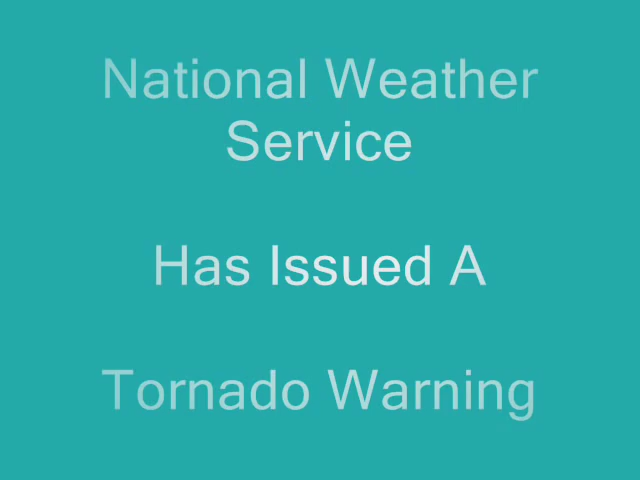 National Weather
Service
Has Issued A
Tornado Warning